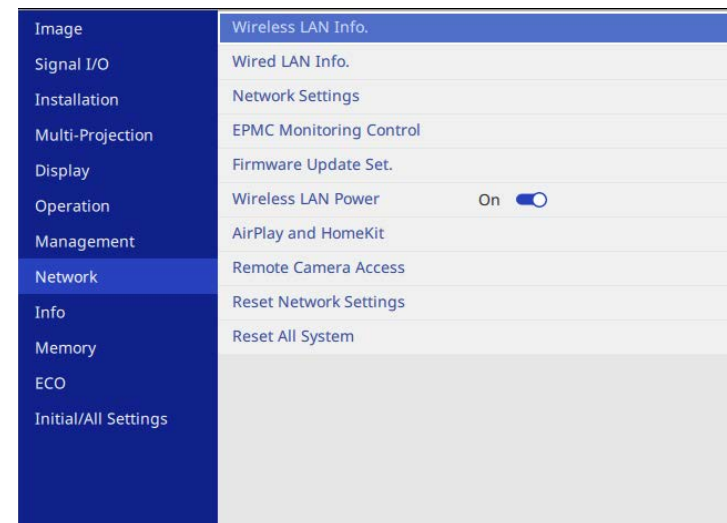 Image
Signal I/O
Installation
Multi-Projection
Display
Operation
Management
Network
Info
Memory
ECO
Initial/All Settings
Wireless LAN Info.
Wired LAN Info.
Network Settings
EPMC Monitoring Control
Firmware Update Set.
Wireless LAN Power On
AirPlay and HomeKit
Remote Camera Access
Reset Network Settings
Reset All System